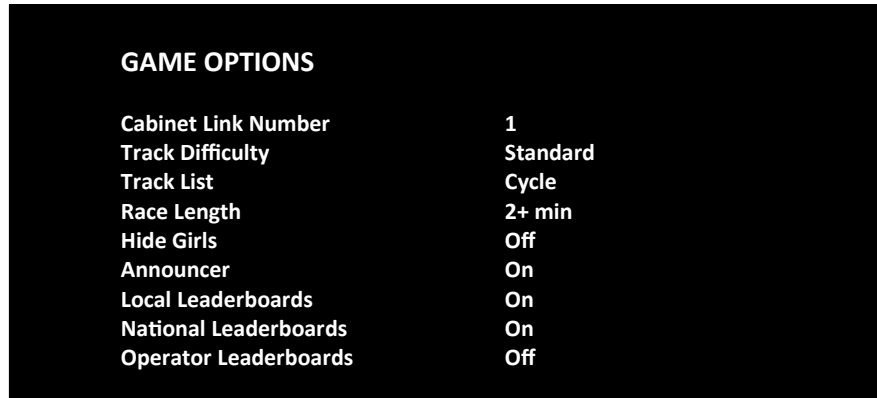 GAME OPTIONS
Cabinet Link Number 1
Track Difficulty Standard
Track List Cycle
Race Length 2+ min
Hide Girls Off
Announcer On
Local Leaderboards On
National Leaderboards On
Operator Leaderboards Off